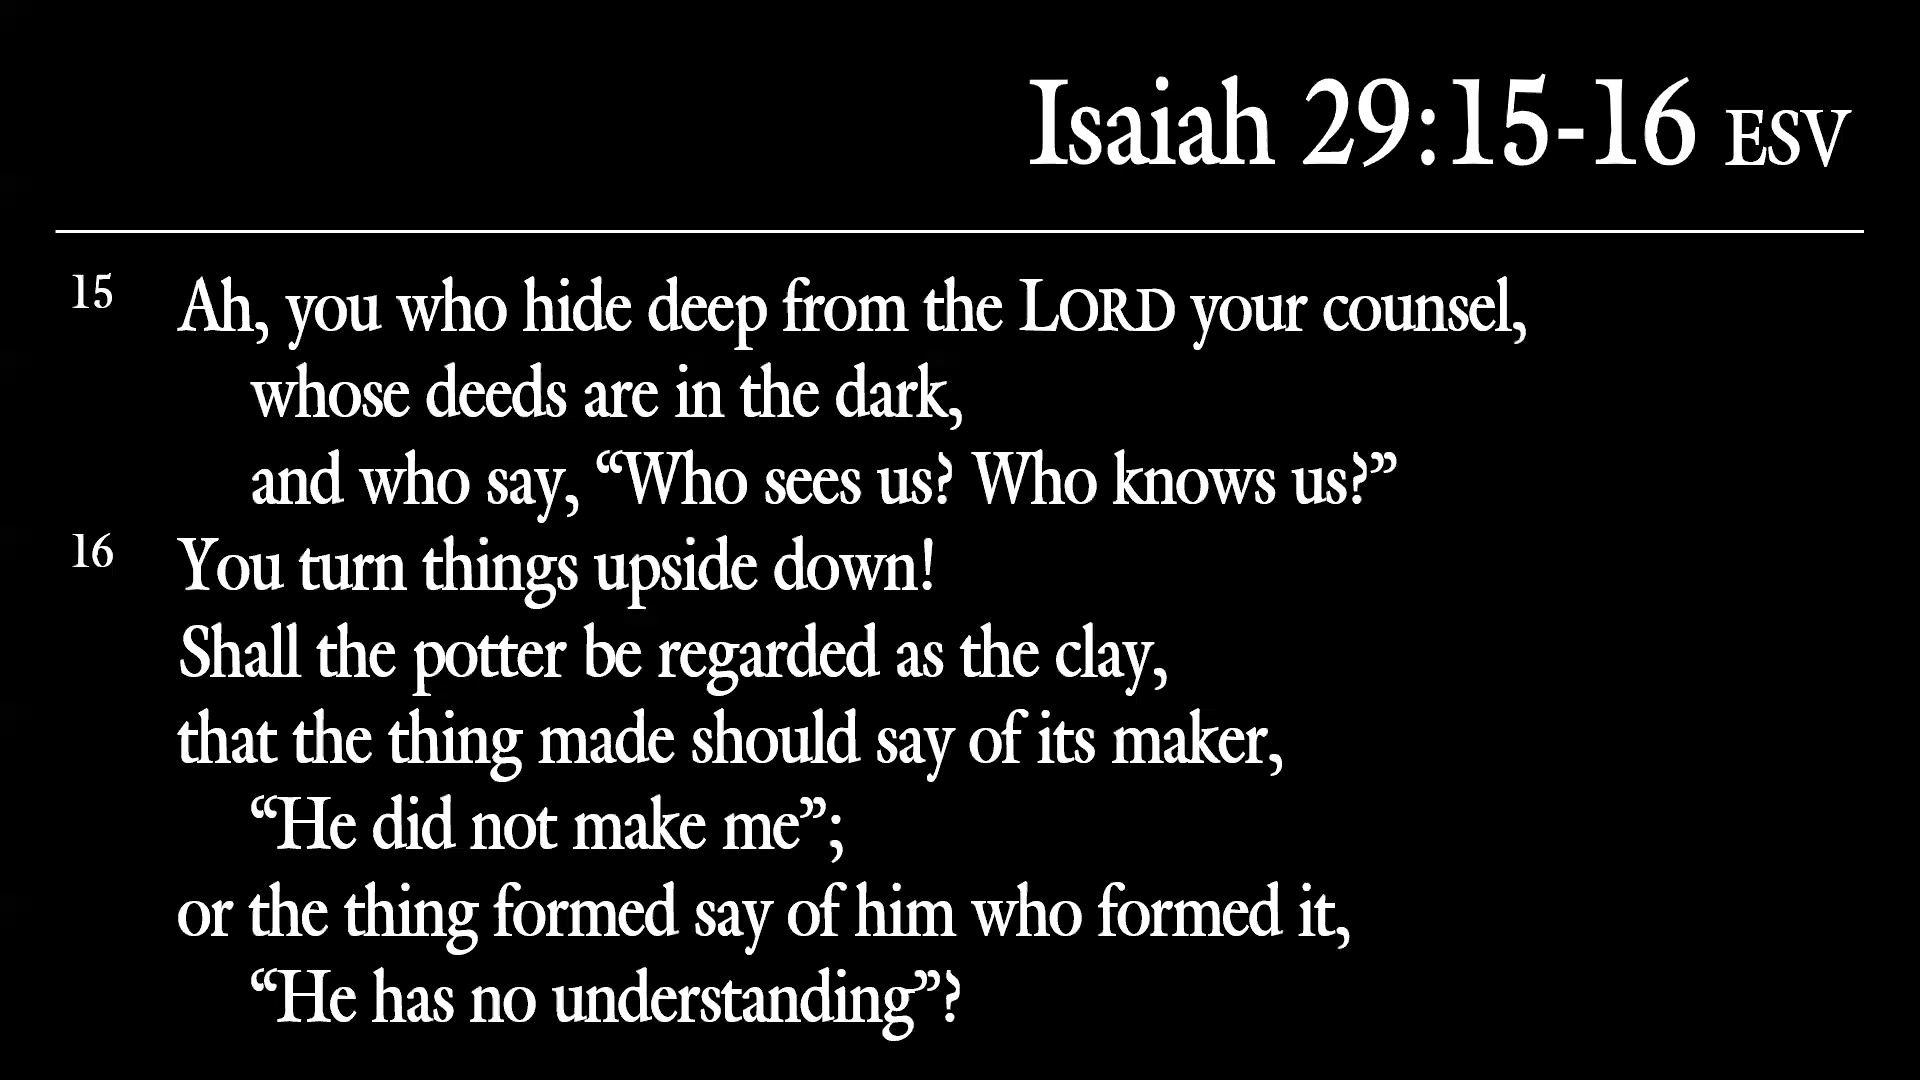 Isaiah 29:15-16 ESV
15 Ah, you who hide deep from the LORD your counsel,
whose deeds are in the dark,
and who say, “Who sees us? Who knows us?”
16 You turn things upside down!
Shall the potter be regarded as the clay,
that the thing made should say of its maker,
“He did not make me”;
or the thing formed say of him who formed it,
“He has no understanding”?